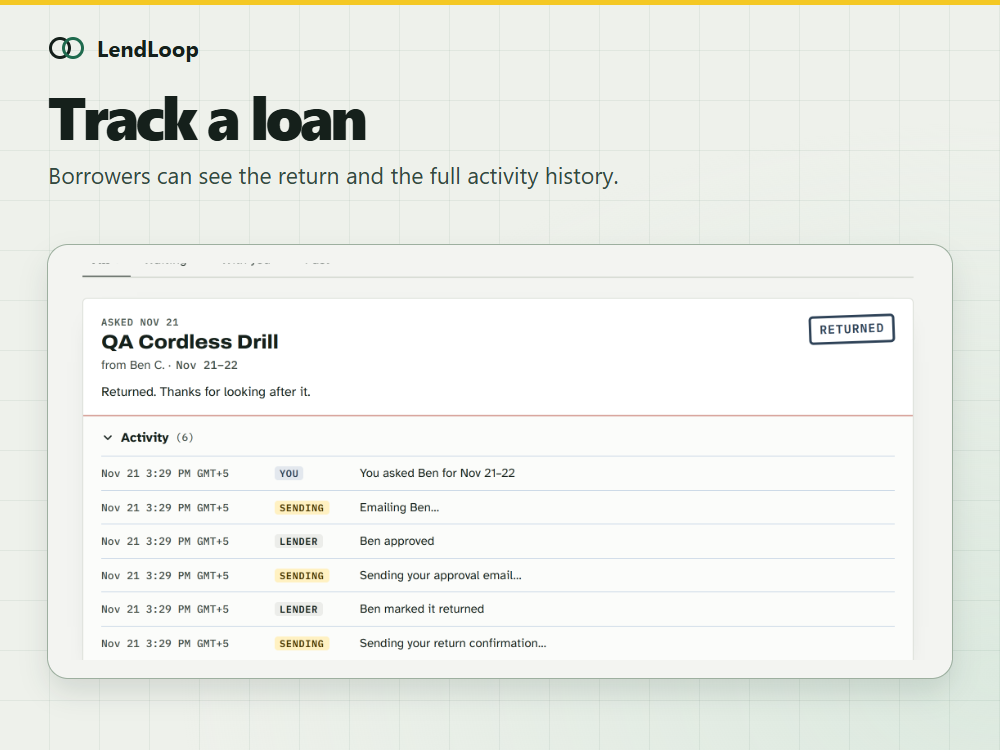 LendLoop
Track a loan
Borrowers can see the return and the full activity history.
ASKED NOV 21
QA Cordless Drill
from Ben C. · Nov 21–22
RETURNED
Returned. Thanks for looking after it.
Activity (6)
Nov 21 3:29 PM GMT+5 YOU You asked Ben for Nov 21–22
Nov 21 3:29 PM GMT+5 SENDING Emailing Ben…
Nov 21 3:29 PM GMT+5 LENDER Ben approved
Nov 21 3:29 PM GMT+5 SENDING Sending your approval email…
Nov 21 3:29 PM GMT+5 LENDER Ben marked it returned
Nov 21 3:29 PM GMT+5 SENDING Sending your return confirmation…